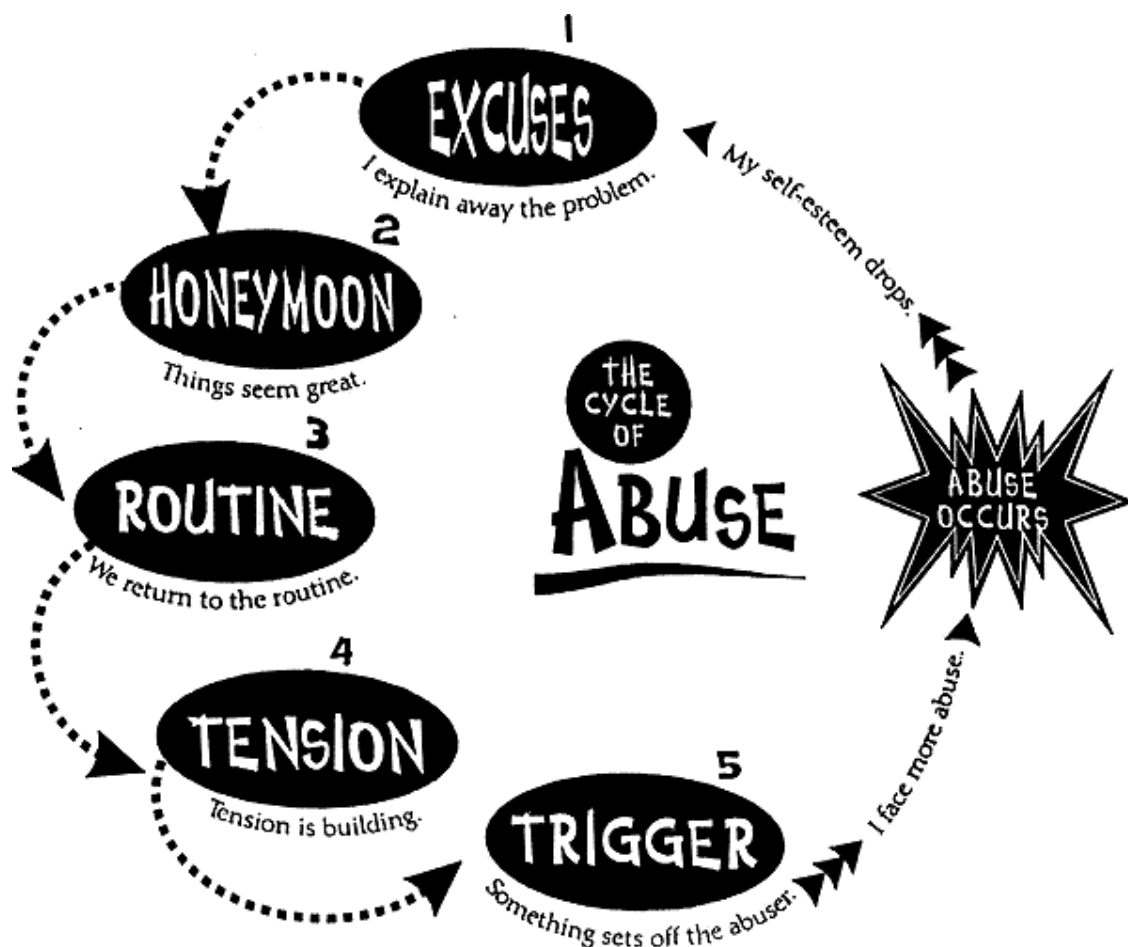 THE
CYCLE
OF
ABUSE
1
EXCUSES
I explain away the problem.
2
HONEYMOON
Things seem great.
3
ROUTINE
We return to the routine.
4
TENSION
Tension is building.
5
TRIGGER
Something sets off the abuser.
I face more abuse.
ABUSE
OCCURS
My self-esteem drops.